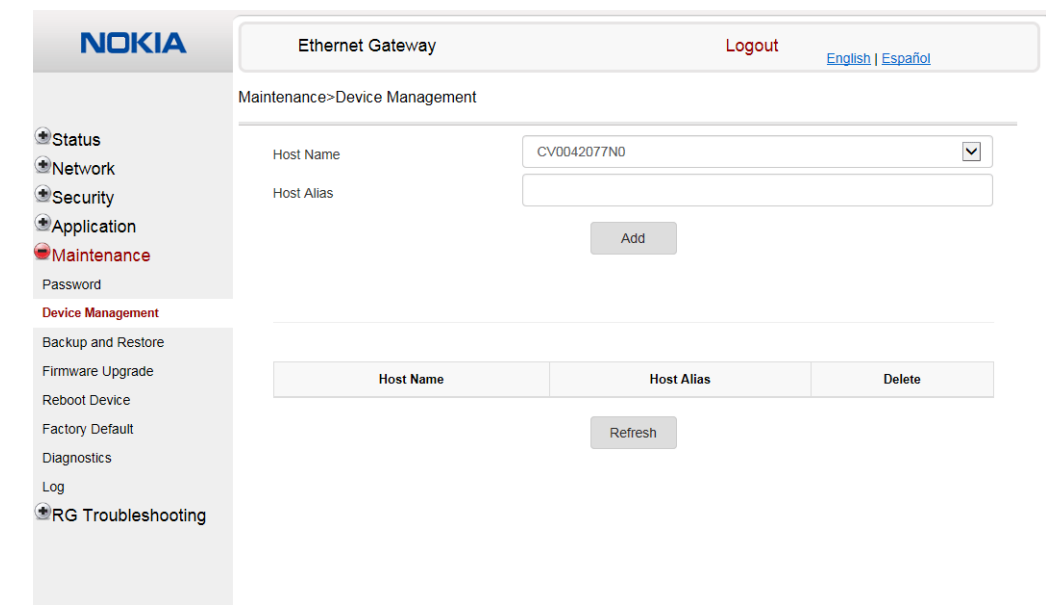 NOKIA
Ethernet Gateway
Logout
English | Español
Maintenance>Device Management
Status
Network
Security
Application
Maintenance
Password
Device Management
Backup and Restore
Firmware Upgrade
Reboot Device
Factory Default
Diagnostics
Log
RG Troubleshooting
Host Name
CV0042077N0
Host Alias
Add
Host Name Host Alias Delete
Refresh